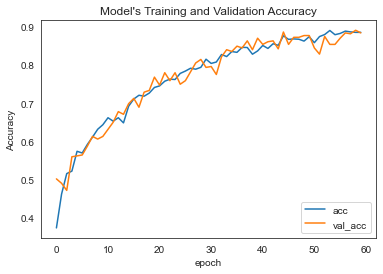 Model's Training and Validation Accuracy
0.9
0.8
0.7
0.6
0.5
0.4
Accuracy
0 10 20 30 40 50 60
epoch
acc
val_acc